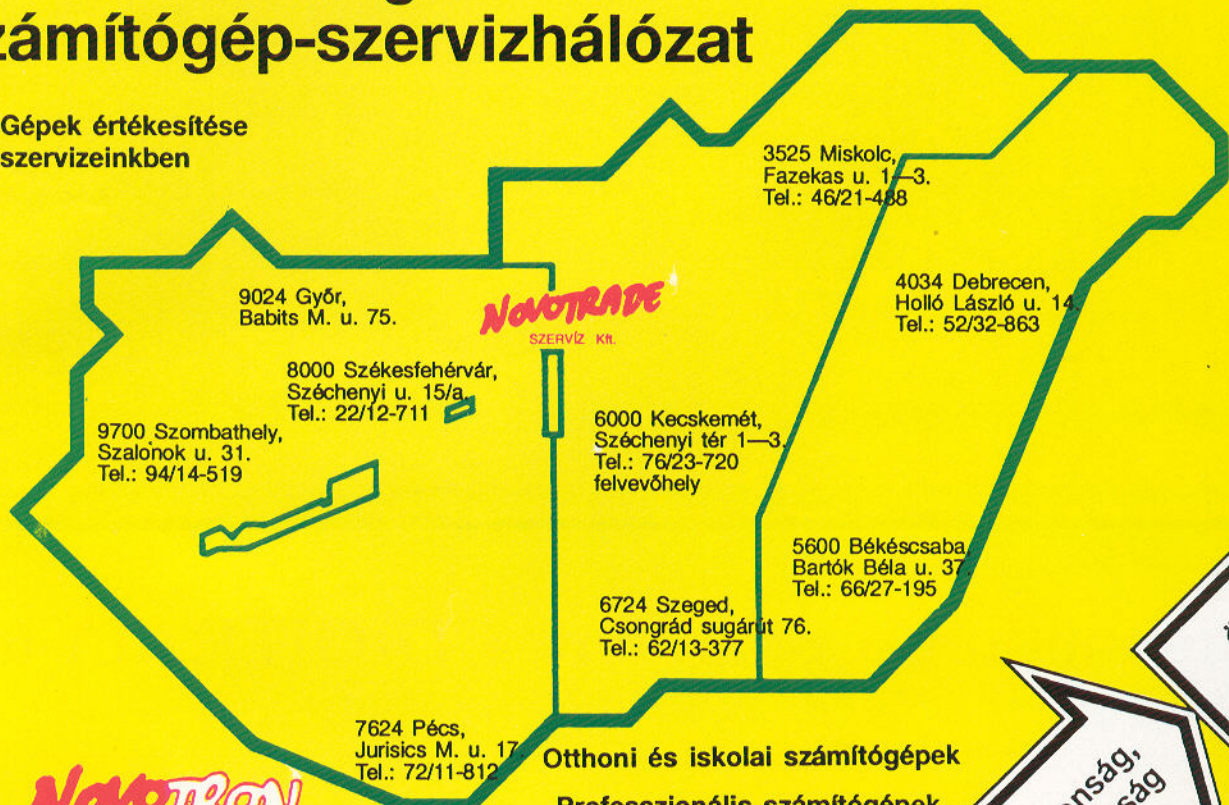 számítógép-szervizhálózat
Gépek értékesítése
szervizeinkben
3525 Miskolc,
Fazekas u. 1—3.
Tel.: 46/21-488
4034 Debrecen,
Holló László u. 14.
Tel.: 52/32-863
9024 Győr,
Babits M. u. 75.
NOVOTRADE
SZERVÍZ Kft.
8000 Székesfehérvár,
Széchenyi u. 15/a.
Tel.: 22/12-711
6000 Kecskemét,
Széchenyi tér 1—3.
Tel.: 76/23-720
felvevőhely
9700 Szombathely,
Szalónok u. 31.
Tel.: 94/14-519
5600 Békéscsaba,
Bartók Béla u. 37.
Tel.: 66/27-195
6724 Szeged,
Csongrád sugárút 76.
Tel.: 62/13-377
7624 Pécs,
Jurisics M. u. 17.
Tel.: 72/11-812
Otthoni és iskolai számítógépek
Professzionális számítógépek
NOVOTRON